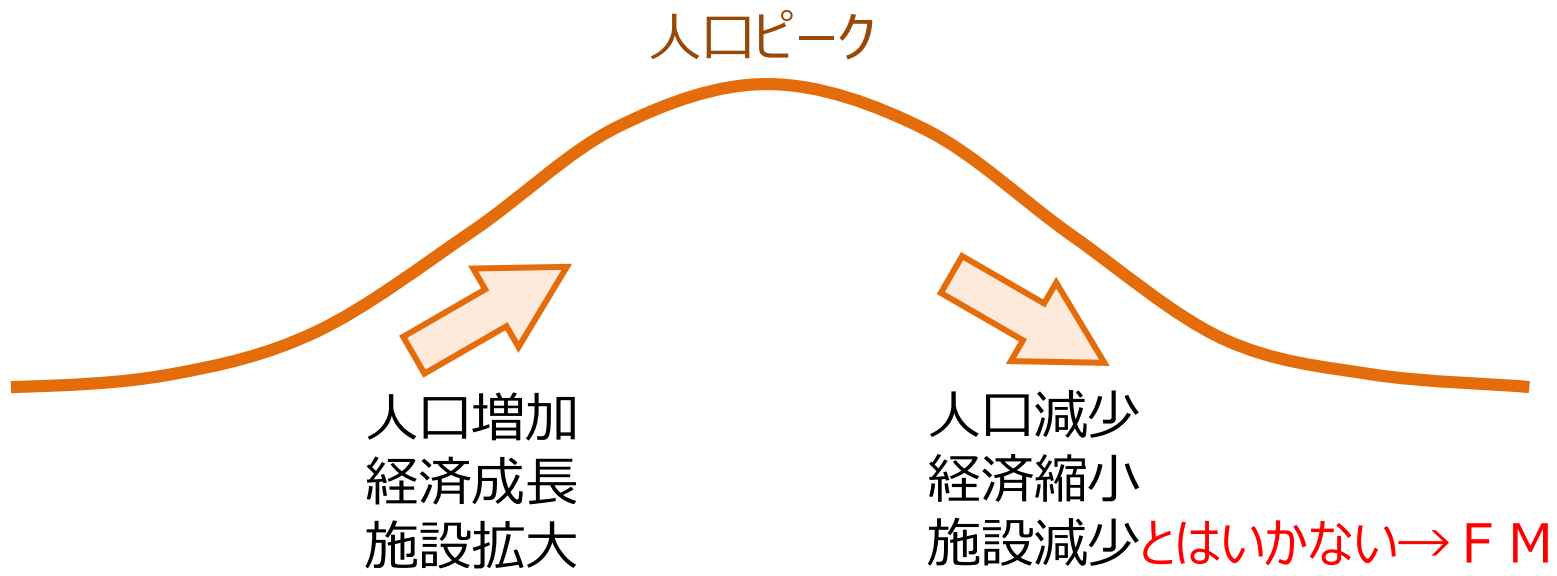 人口ピーク
人口増加
経済成長
施設拡大
人口減少
経済縮小
施設減少とはいかない→ＦＭ